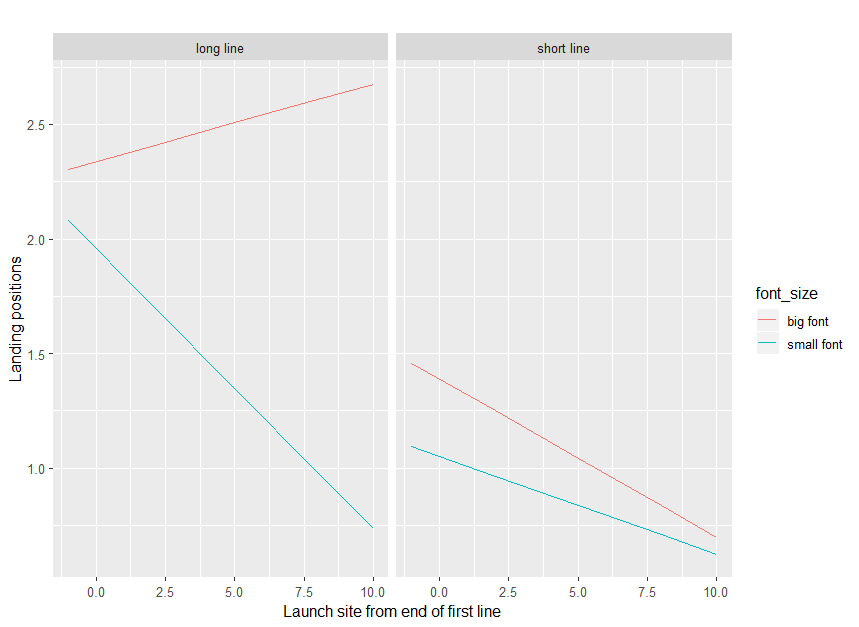 long line
short line
2.5
2.0
1.5
1.0
Landing positions
0.0
2.5
5.0
7.5
10.0
0.0
2.5
5.0
7.5
10.0
Launch site from end of first line
font_size
big font
small font